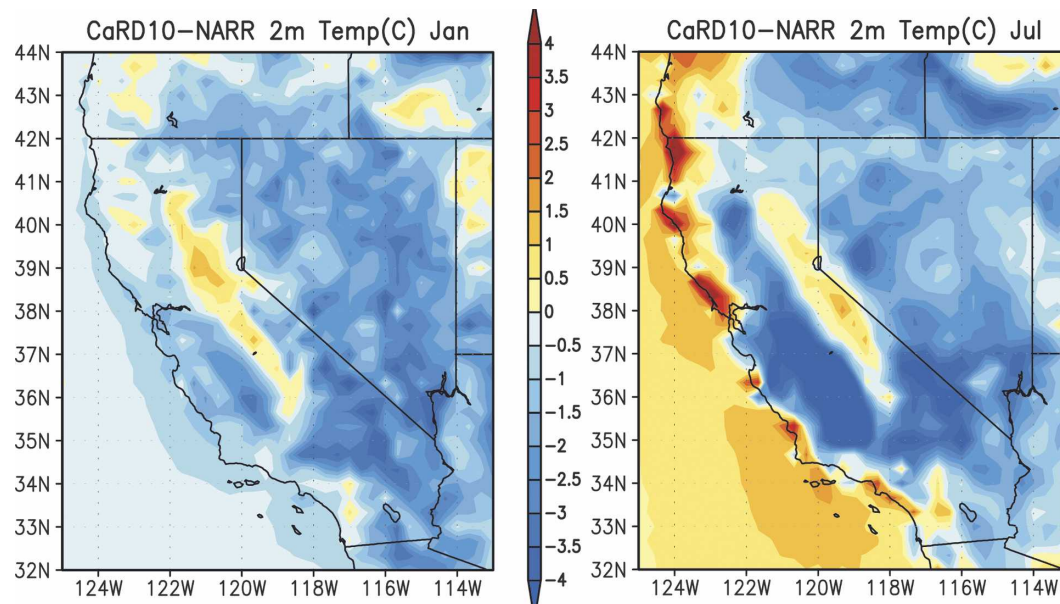 CaRD10-NARR 2m Temp(C) Jan
44N
43N
42N
41N
40N
39N
38N
37N
36N
35N
34N
33N
32N
124W 122W 120W 118W 116W 114W
4
3.5
3
2.5
2
1.5
1
0.5
0
-0.5
-1
-1.5
-2
-2.5
-3
-3.5
-4
CaRD10-NARR 2m Temp(C) Jul
44N
43N
42N
41N
40N
39N
38N
37N
36N
35N
34N
33N
32N
124W 122W 120W 118W 116W 114W